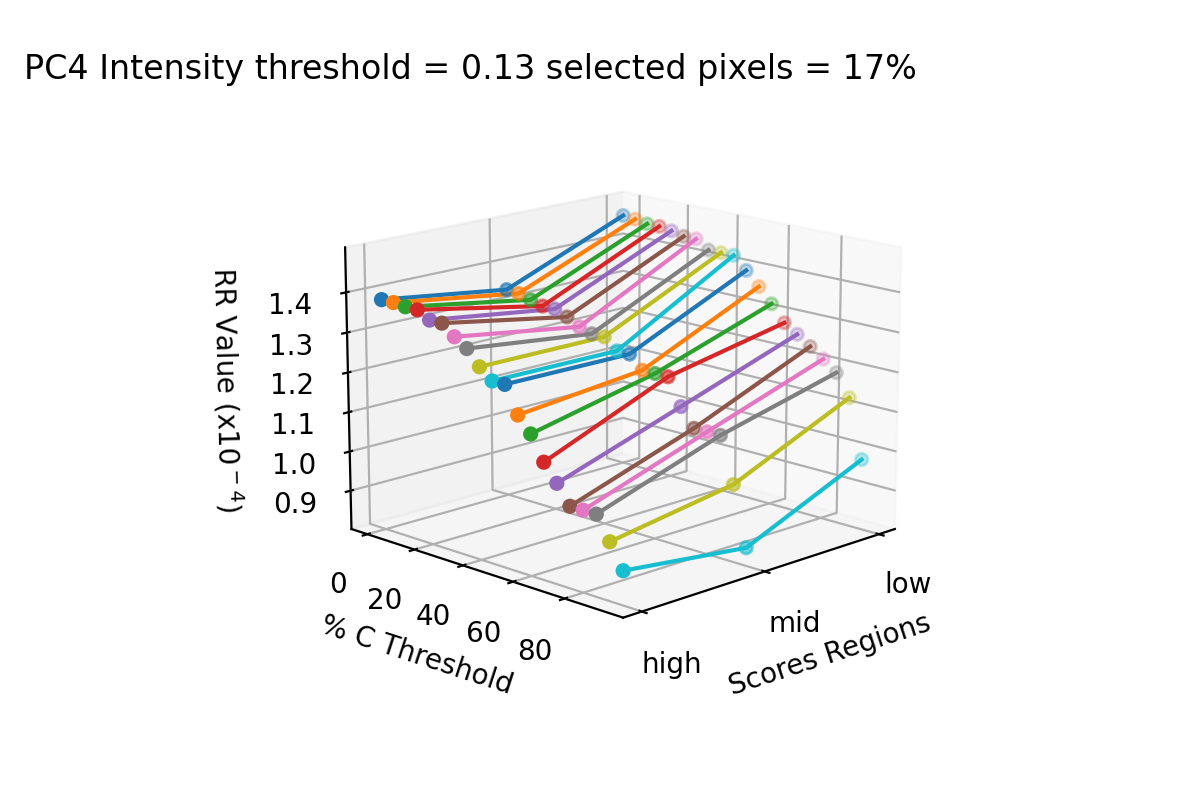 PC4 Intensity threshold = 0.13 selected pixels = 17%
RR Value (x10⁻⁴)
1.4
1.3
1.2
1.1
1.0
0.9
0
20
40
60
80
% C Threshold
high
mid
low
Scores Regions